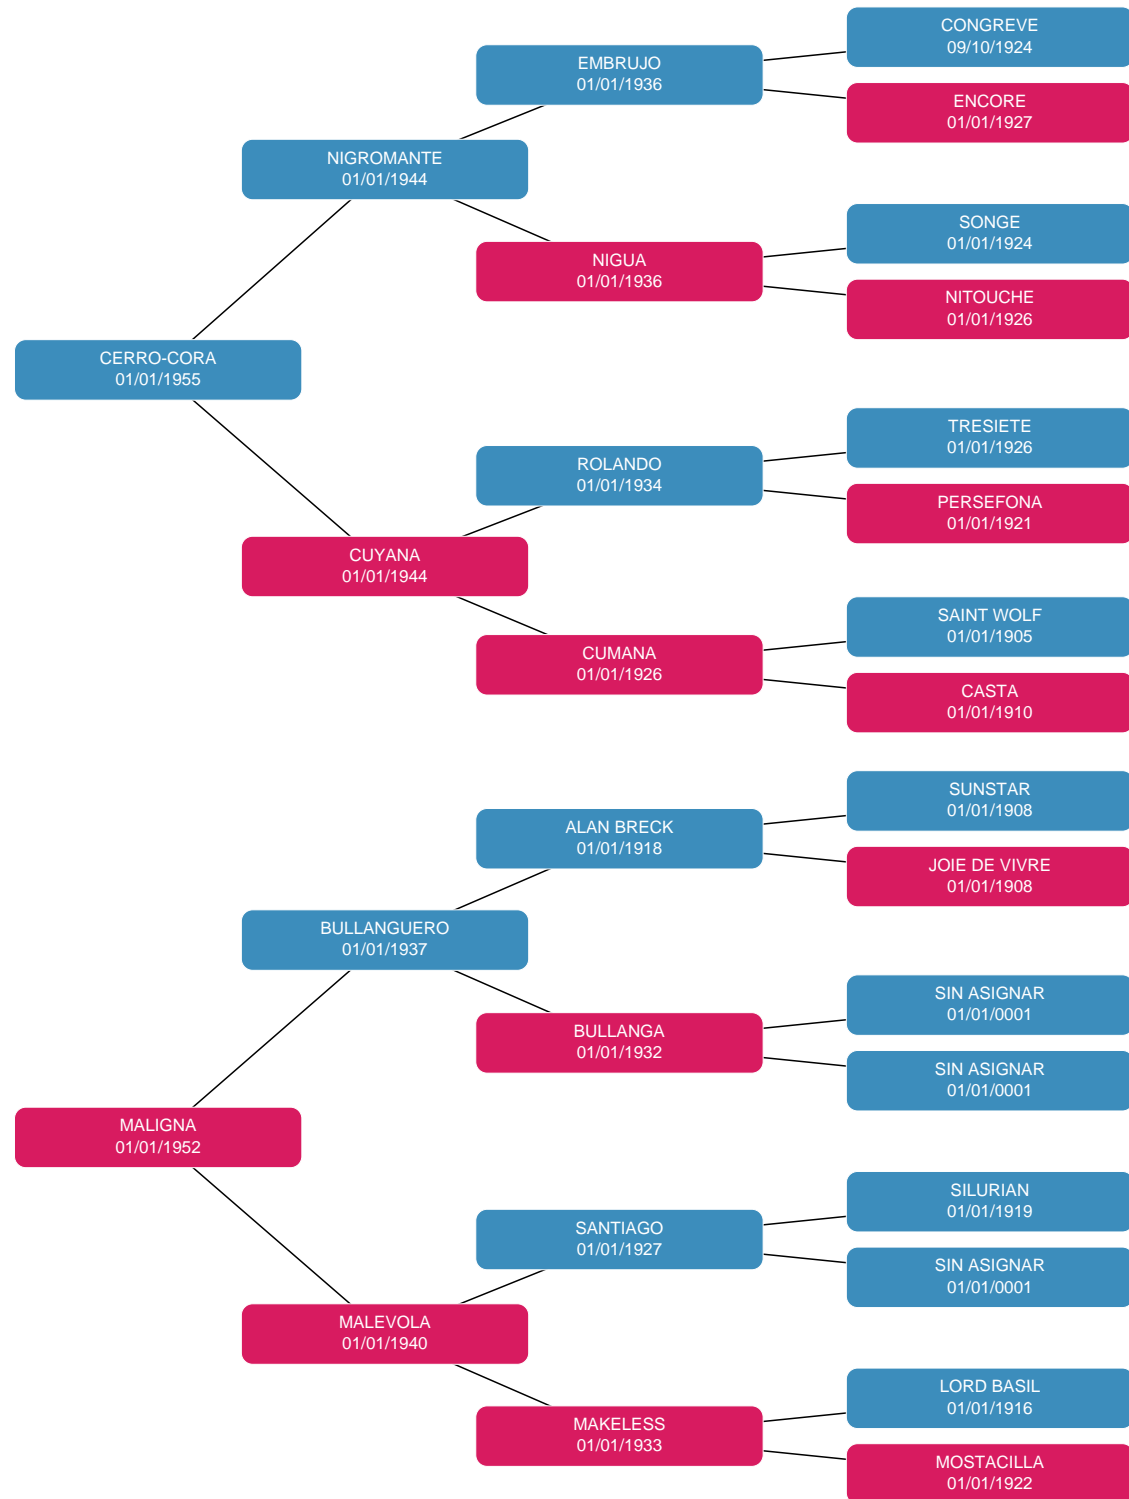 CONGREVE
09/10/1924
EMBRUJO
01/01/1936
ENCORE
01/01/1927
NIGROMANTE
01/01/1944
SONGE
01/01/1924
NIGUA
01/01/1936
NITOUCHE
01/01/1926
CERRO-CORA
01/01/1955
TRESIETE
01/01/1926
ROLANDO
01/01/1934
PERSEFONA
01/01/1921
CUYANA
01/01/1944
SAINT WOLF
01/01/1905
CUMANA
01/01/1926
CASTA
01/01/1910
SUNSTAR
01/01/1908
ALAN BRECK
01/01/1918
JOIE DE VIVRE
01/01/1908
BULLANGUERO
01/01/1937
SIN ASIGNAR
01/01/0001
BULLANGA
01/01/1932
SIN ASIGNAR
01/01/0001
MALIGNA
01/01/1952
SILURIAN
01/01/1919
SANTIAGO
01/01/1927
SIN ASIGNAR
01/01/0001
MALEVOLA
01/01/1940
LORD BASIL
01/01/1916
MAKELESS
01/01/1933
MOSTACILLA
01/01/1922